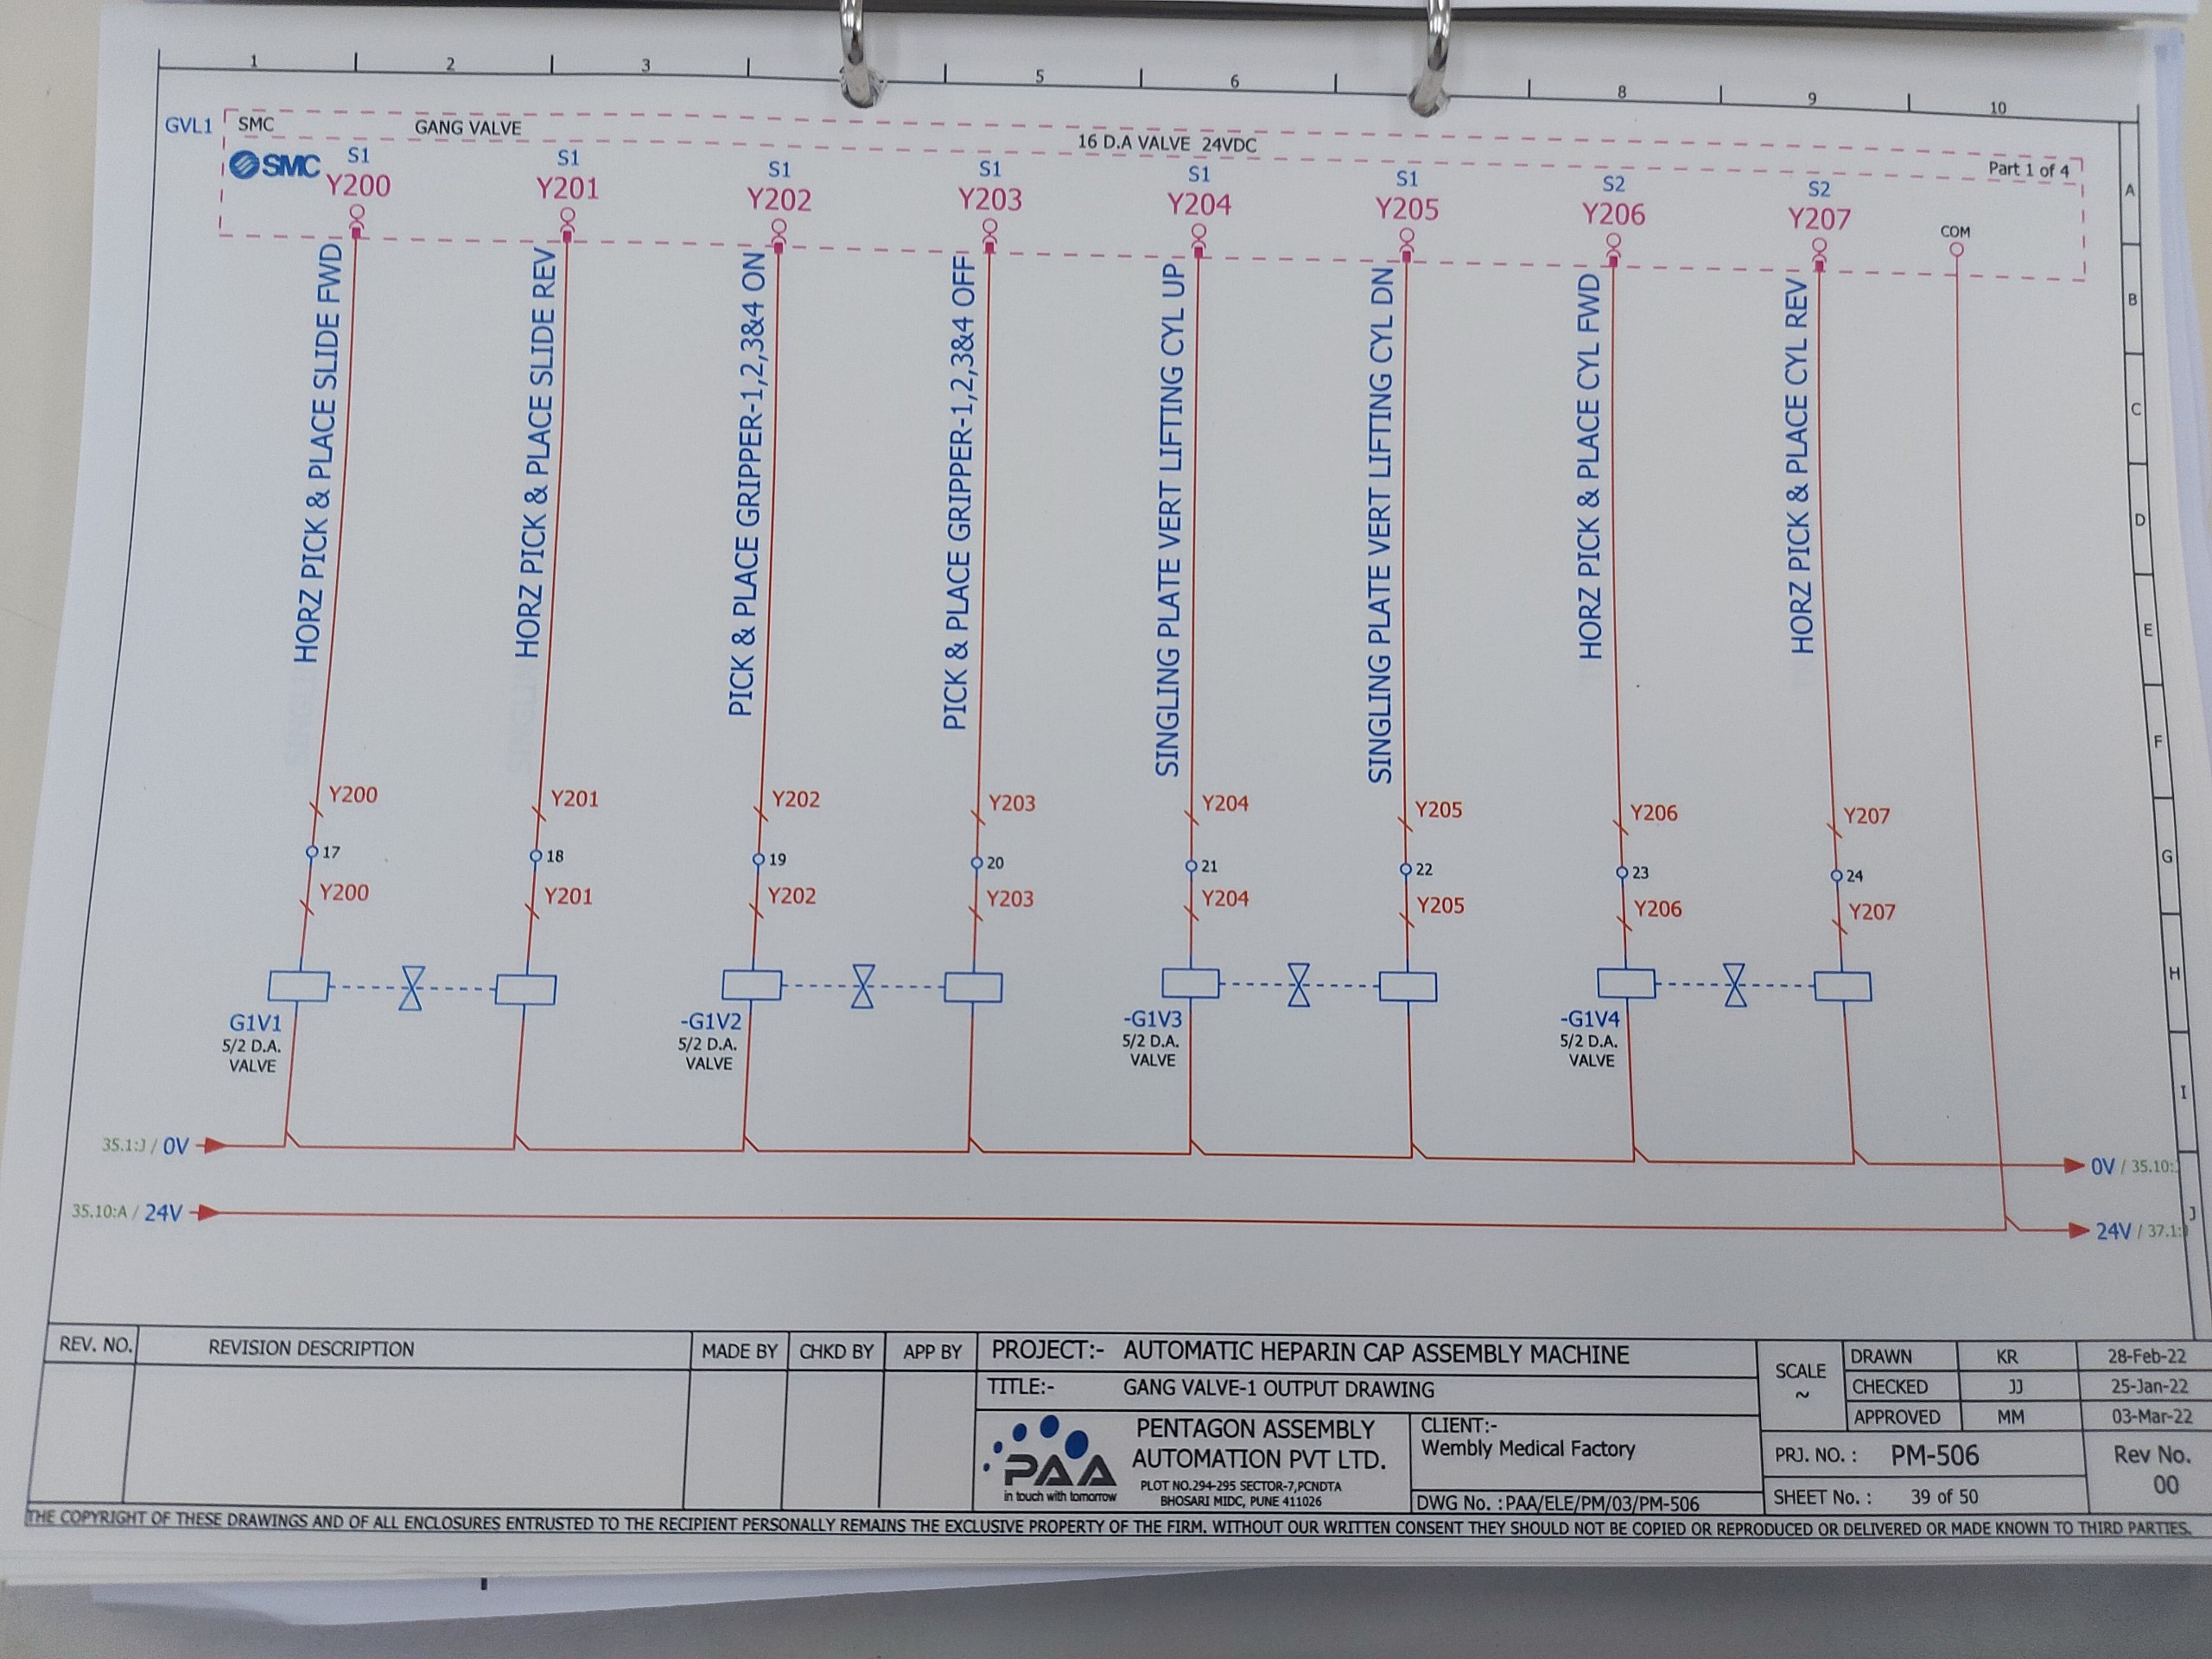 1 2 3 5 6 8 9 10
GVL1 SMC GANG VALVE 16 D.A VALVE 24VDC Part 1 of 4
SMC
S1 S1 S1 S1 S1 S1 S2 S2
Y200 Y201 Y202 Y203 Y204 Y205 Y206 Y207 COM
HORZ PICK & PLACE SLIDE FWD
HORZ PICK & PLACE SLIDE REV
PICK & PLACE GRIPPER-1,2,3&4 ON
PICK & PLACE GRIPPER-1,2,3&4 OFF
SINGLING PLATE VERT LIFTING CYL UP
SINGLING PLATE VERT LIFTING CYL DN
HORZ PICK & PLACE CYL FWD
HORZ PICK & PLACE CYL REV
A
B
C
D
E
F
G
H
I
J
Y200 Y201 Y202 Y203 Y204 Y205 Y206 Y207
17 18 19 20 21 22 23 24
Y200 Y201 Y202 Y203 Y204 Y205 Y206 Y207
G1V1 -G1V2 -G1V3 -G1V4
5/2 D.A. 5/2 D.A. 5/2 D.A. 5/2 D.A.
VALVE VALVE VALVE VALVE
35.1:J / 0V 0V / 35.10:
35.10:A / 24V 24V / 37.1:
REV. NO. REVISION DESCRIPTION MADE BY CHKD BY APP BY
PROJECT:- AUTOMATIC HEPARIN CAP ASSEMBLY MACHINE
TITLE:- GANG VALVE-1 OUTPUT DRAWING
PAA
in touch with tomorrow
PENTAGON ASSEMBLY
AUTOMATION PVT LTD.
PLOT NO.294-295 SECTOR-7,PCNDTA
BHOSARI MIDC, PUNE 411026
CLIENT:-
Wembly Medical Factory
DWG No. :PAA/ELE/PM/03/PM-506
SCALE
~
DRAWN KR 28-Feb-22
CHECKED JJ 25-Jan-22
APPROVED MM 03-Mar-22
PRJ. NO. : PM-506
SHEET No. : 39 of 50
Rev No.
00
THE COPYRIGHT OF THESE DRAWINGS AND OF ALL ENCLOSURES ENTRUSTED TO THE RECIPIENT PERSONALLY REMAINS THE EXCLUSIVE PROPERTY OF THE FIRM. WITHOUT OUR WRITTEN CONSENT THEY SHOULD NOT BE COPIED OR REPRODUCED OR DELIVERED OR MADE KNOWN TO THIRD PARTIES.